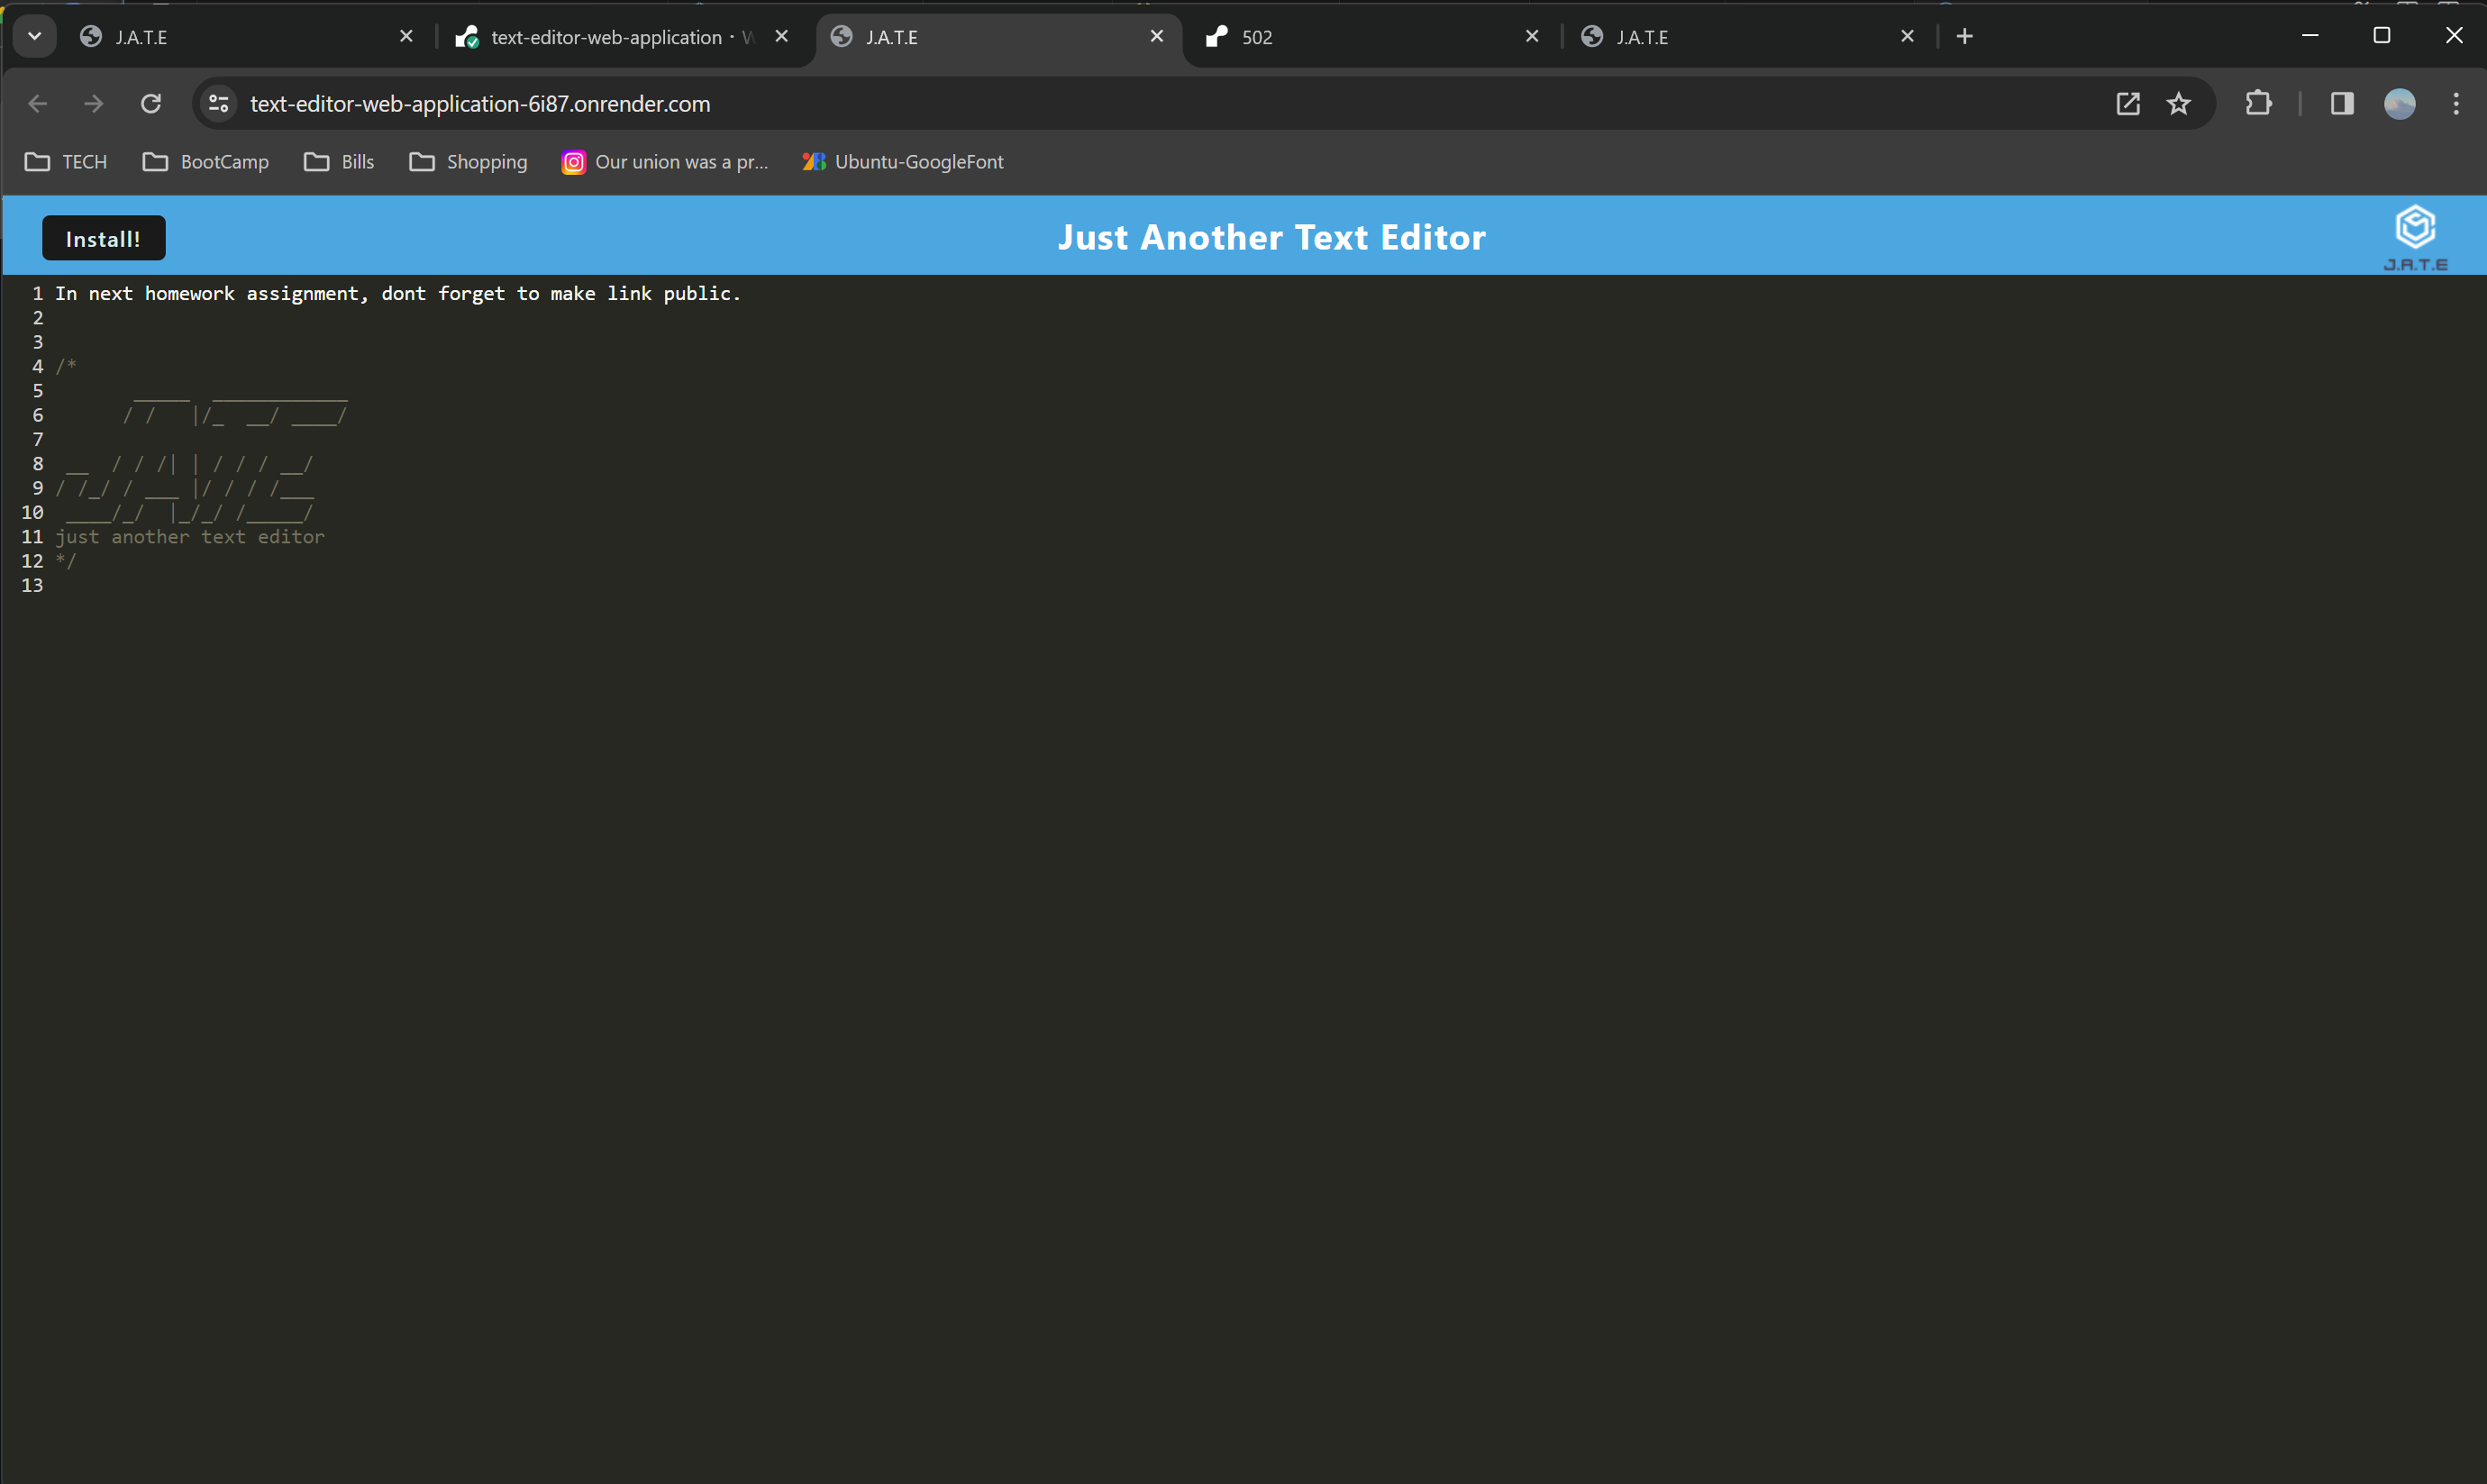 J.A.T.E
text-editor-web-application · W
J.A.T.E
502
J.A.T.E
text-editor-web-application-6i87.onrender.com
TECH
BootCamp
Bills
Shopping
Our union was a pr...
Ubuntu-GoogleFont
Install!
Just Another Text Editor
J.A.T.E
1 In next homework assignment, dont forget to make link public.
2
3
4 /*
5        _____  ____________
6       / /   |/_  __/ ____/
7
8  __  / / /| | / / / __/
9 / /_/ / ___ |/ / / /___
10  ____/_/  |_/_/ /_____/
11 just another text editor
12 */
13